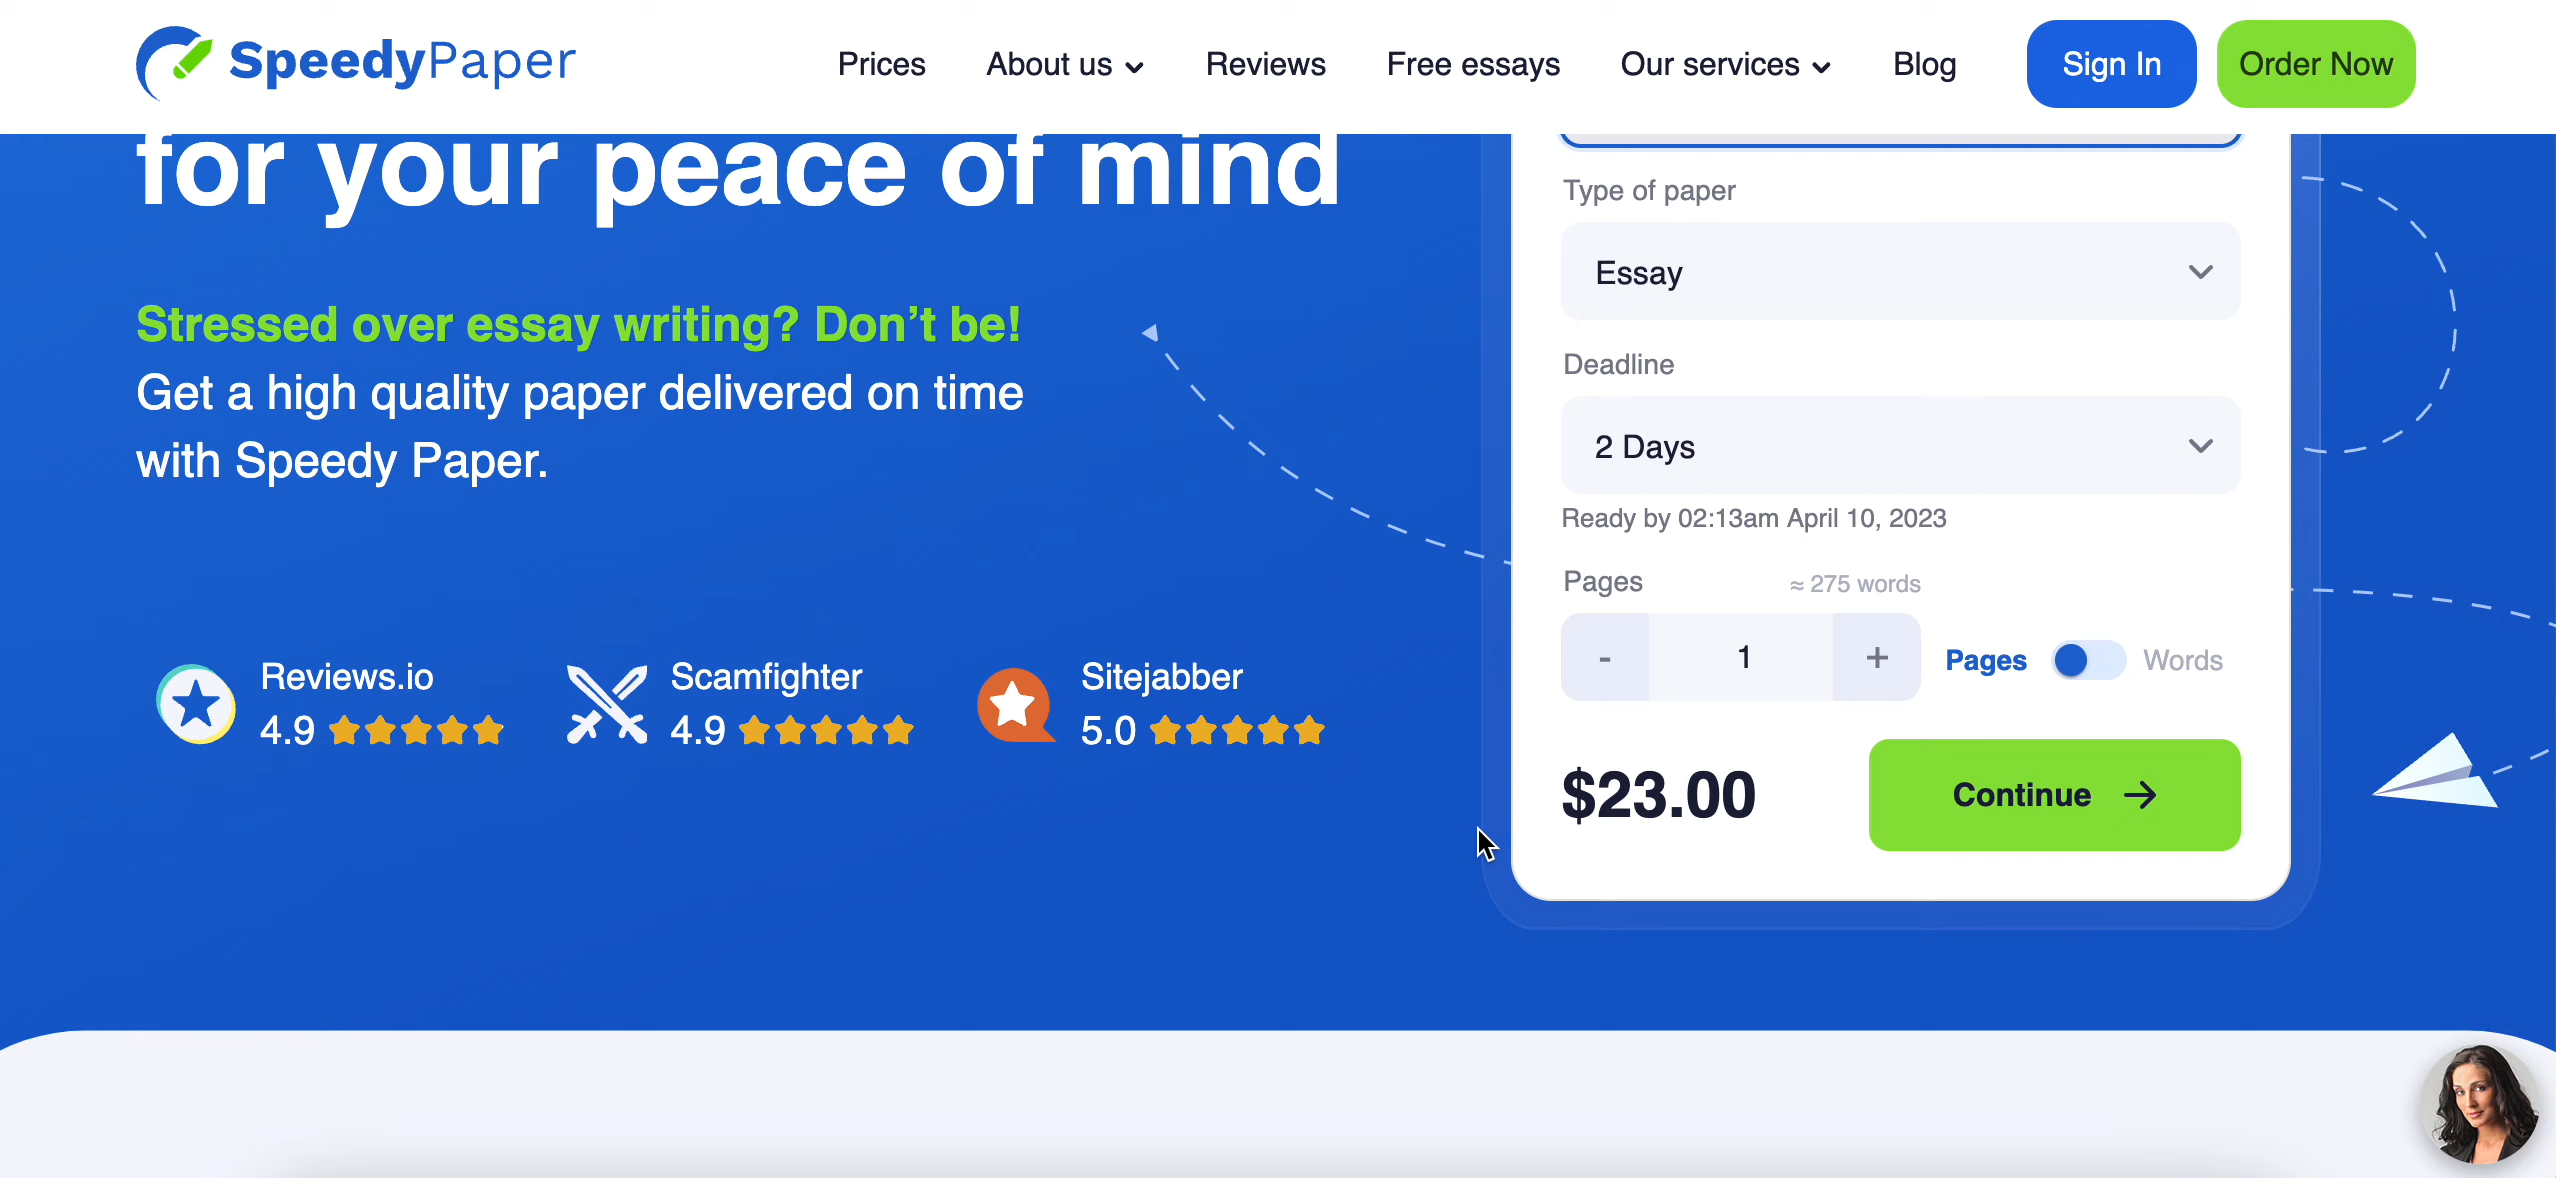 SpeedyPaper
Prices
About us
Reviews
Free essays
Our services
Blog
Sign In
Order Now
for your peace of mind
Stressed over essay writing? Don’t be!
Get a high quality paper delivered on time
with Speedy Paper.
Reviews.io
4.9
Scamfighter
4.9
Sitejabber
5.0
Type of paper
Essay
Deadline
2 Days
Ready by 02:13am April 10, 2023
Pages
≈ 275 words
- 1 +
Pages
Words
$23.00
Continue →